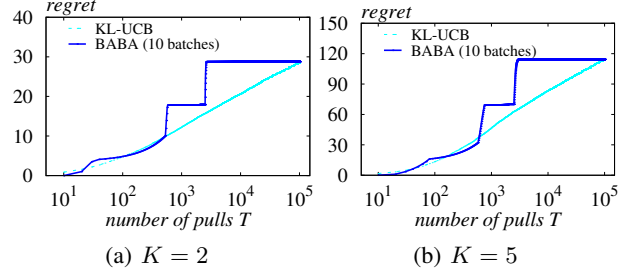 regret
40
30
20
10
0
KL-UCB
BABA (10 batches)
10^1 10^2 10^3 10^4 10^5
number of pulls T
(a) K = 2
regret
150
120
90
60
30
0
KL-UCB
BABA (10 batches)
10^1 10^2 10^3 10^4 10^5
number of pulls T
(b) K = 5